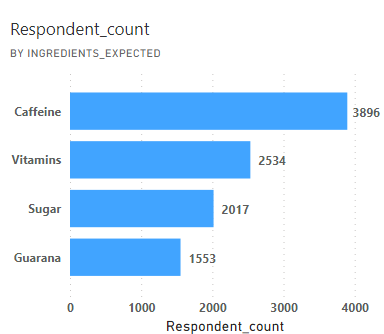 Respondent_count
BY INGREDIENTS_EXPECTED
Caffeine 3896
Vitamins 2534
Sugar 2017
Guarana 1553
0 1000 2000 3000 4000
Respondent_count